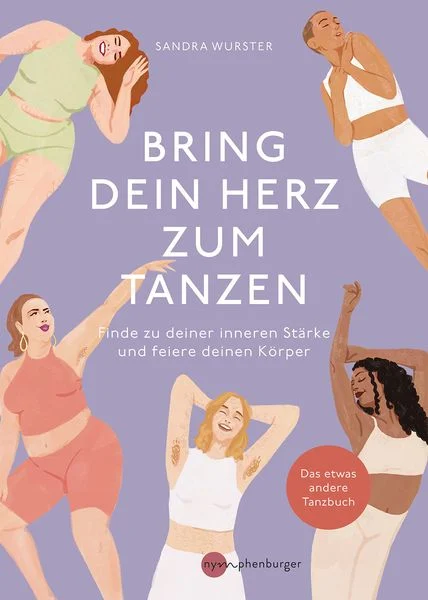 SANDRA WURSTER
BRING
DEIN HERZ
ZUM
TANZEN
Finde zu deiner inneren Stärke
und feiere deinen Körper
Das etwas
andere
Tanzbuch
nymphenburger